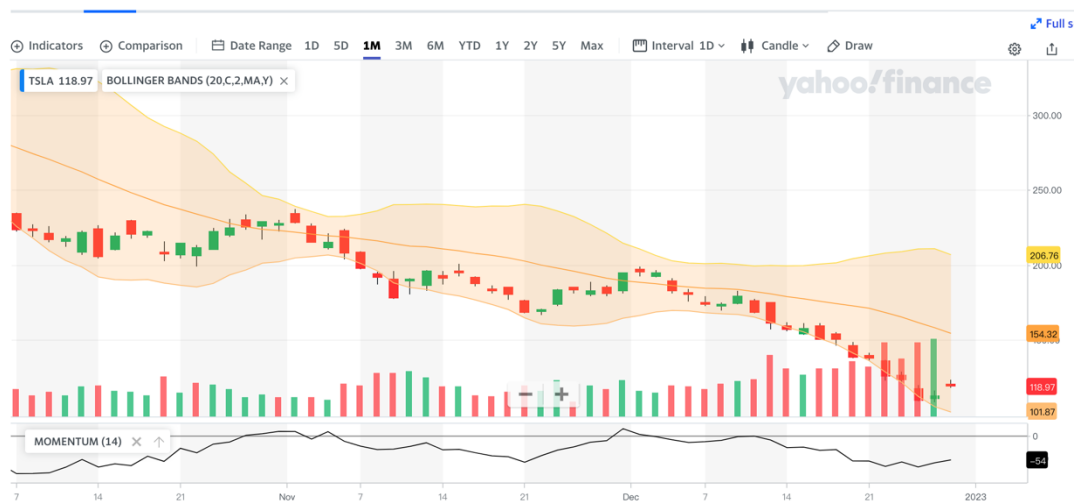 Full s
Indicators Comparison Date Range 1D 5D 1M 3M 6M YTD 1Y 2Y 5Y Max Interval 1D Candle Draw
TSLA 118.97 BOLLINGER BANDS (20,C,2,MA,Y)
yahoo!finance
300.00
250.00
206.76
200.00
154.32
118.97
101.87
MOMENTUM (14)
0
-54
7 14 21 Nov 7 14 21 Dec 7 14 21 2023